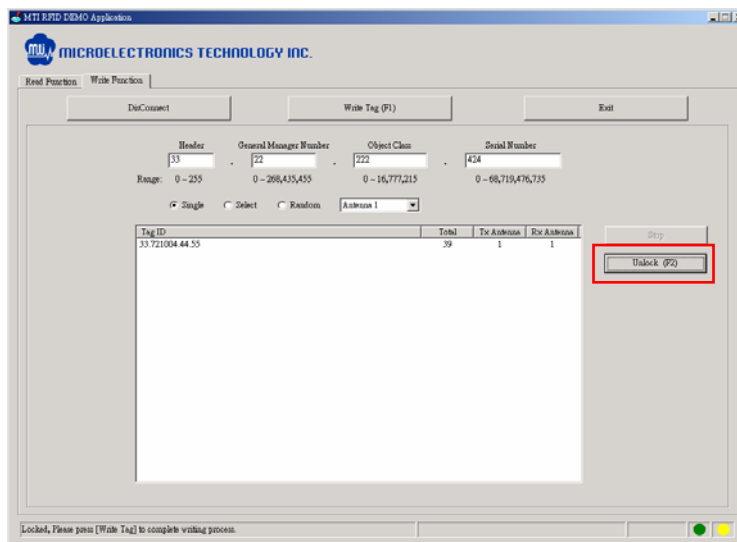 MTI RFID DEMO Application
MTI MICROELECTRONICS TECHNOLOGY INC.
Read Function Write Function
DisConnect Write Tag (F1) Exit
Header General Manager Number Object Class Serial Number
33 . 22 . 222 . 424
Range: 0 ~ 255 0 ~ 268,435,455 0 ~ 16,777,215 0 ~ 68,719,476,735
Single Select Random Antenna 1
Tag ID Total Tx Antenna Rx Antenna
33.721004.44.55 39 1 1
Stop
Unlock (F2)
Locked, Please press [Write Tag] to complete writing process.